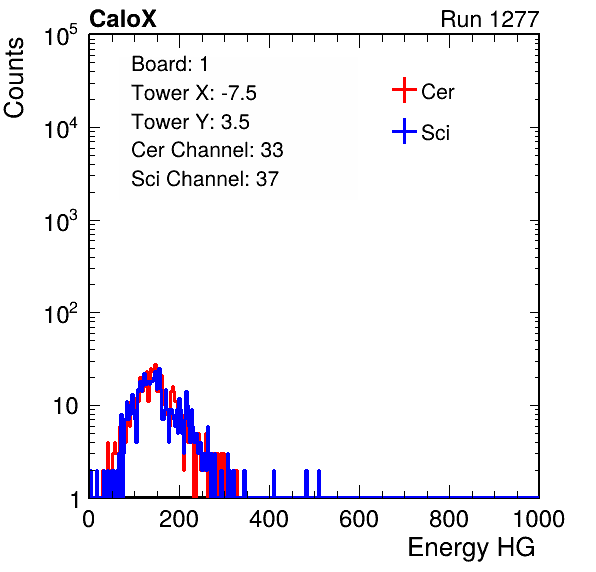 CaloX Run 1277
Counts
Board: 1
Tower X: -7.5
Tower Y: 3.5
Cer Channel: 33
Sci Channel: 37
Cer
Sci
10^5
10^4
10^3
10^2
10
1
0 200 400 600 800 1000
Energy HG